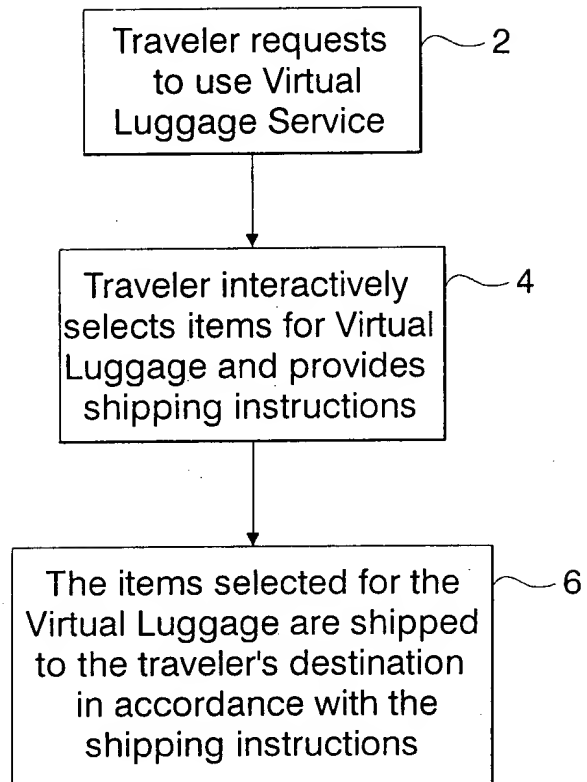 Traveler requests
to use Virtual
Luggage Service
2
Traveler interactively
selects items for Virtual
Luggage and provides
shipping instructions
4
The items selected for the
Virtual Luggage are shipped
to the traveler's destination
in accordance with the
shipping instructions
6